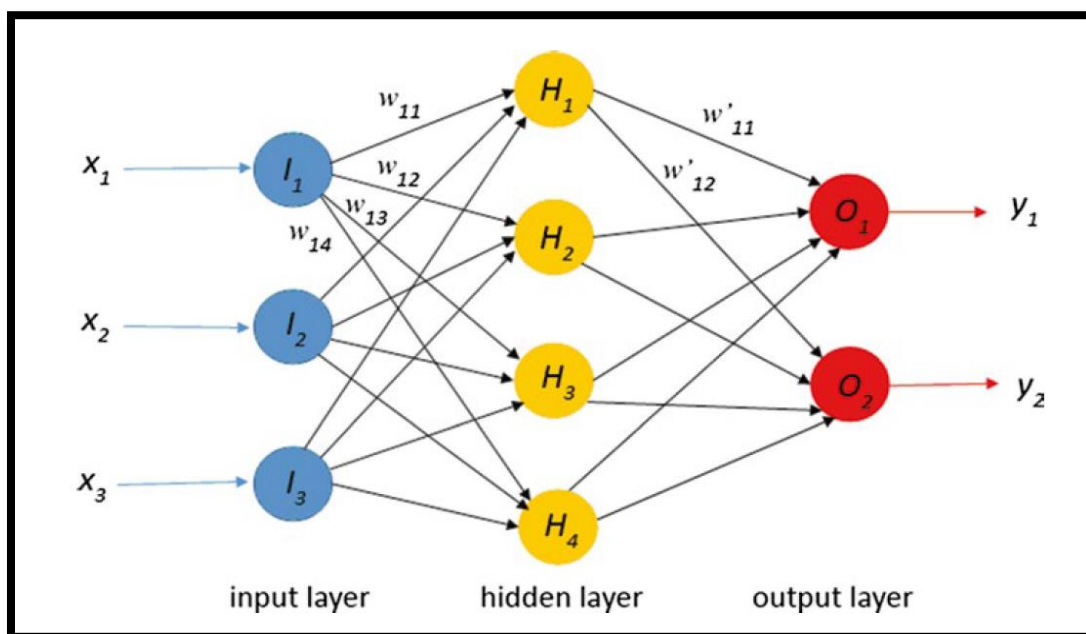 w₁₁
H₁
w'₁₁
x₁
I₁
w₁₂
w'₁₂
w₁₃
O₁
y₁
w₁₄
H₂
x₂
I₂
H₃
O₂
y₂
x₃
I₃
H₄
input layer
hidden layer
output layer